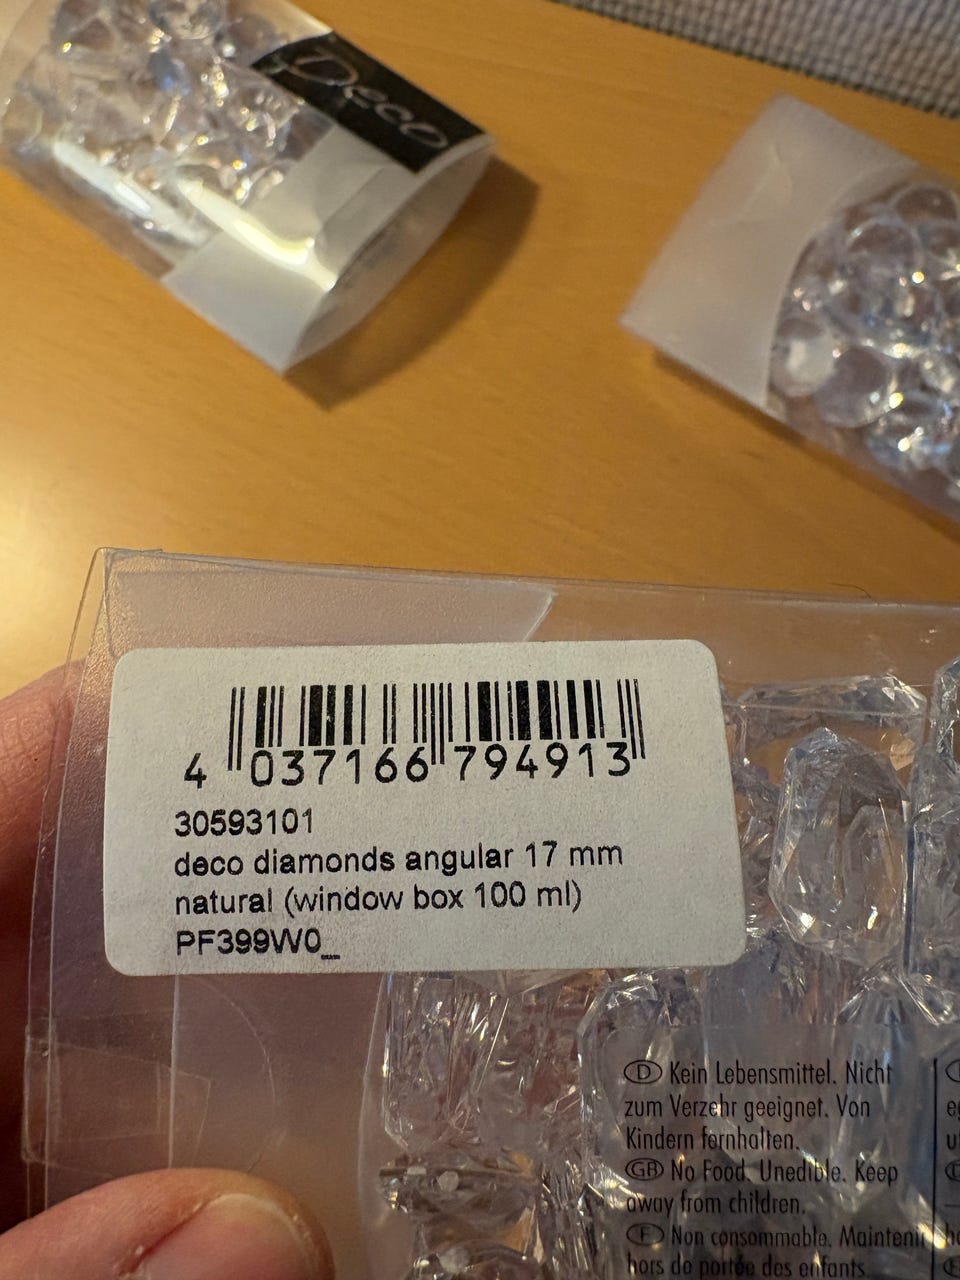 Deco
4 037166 794913
30593101
deco diamonds angular 17 mm
natural (window box 100 ml)
PF399W0_
(D) Kein Lebensmittel. Nicht
zum Verzehr geeignet. Von
Kindern fernhalten.
(GB) No Food. Unedible. Keep
away from children.
(F) Non consommable. Maintenir
hors de portée des enfants.